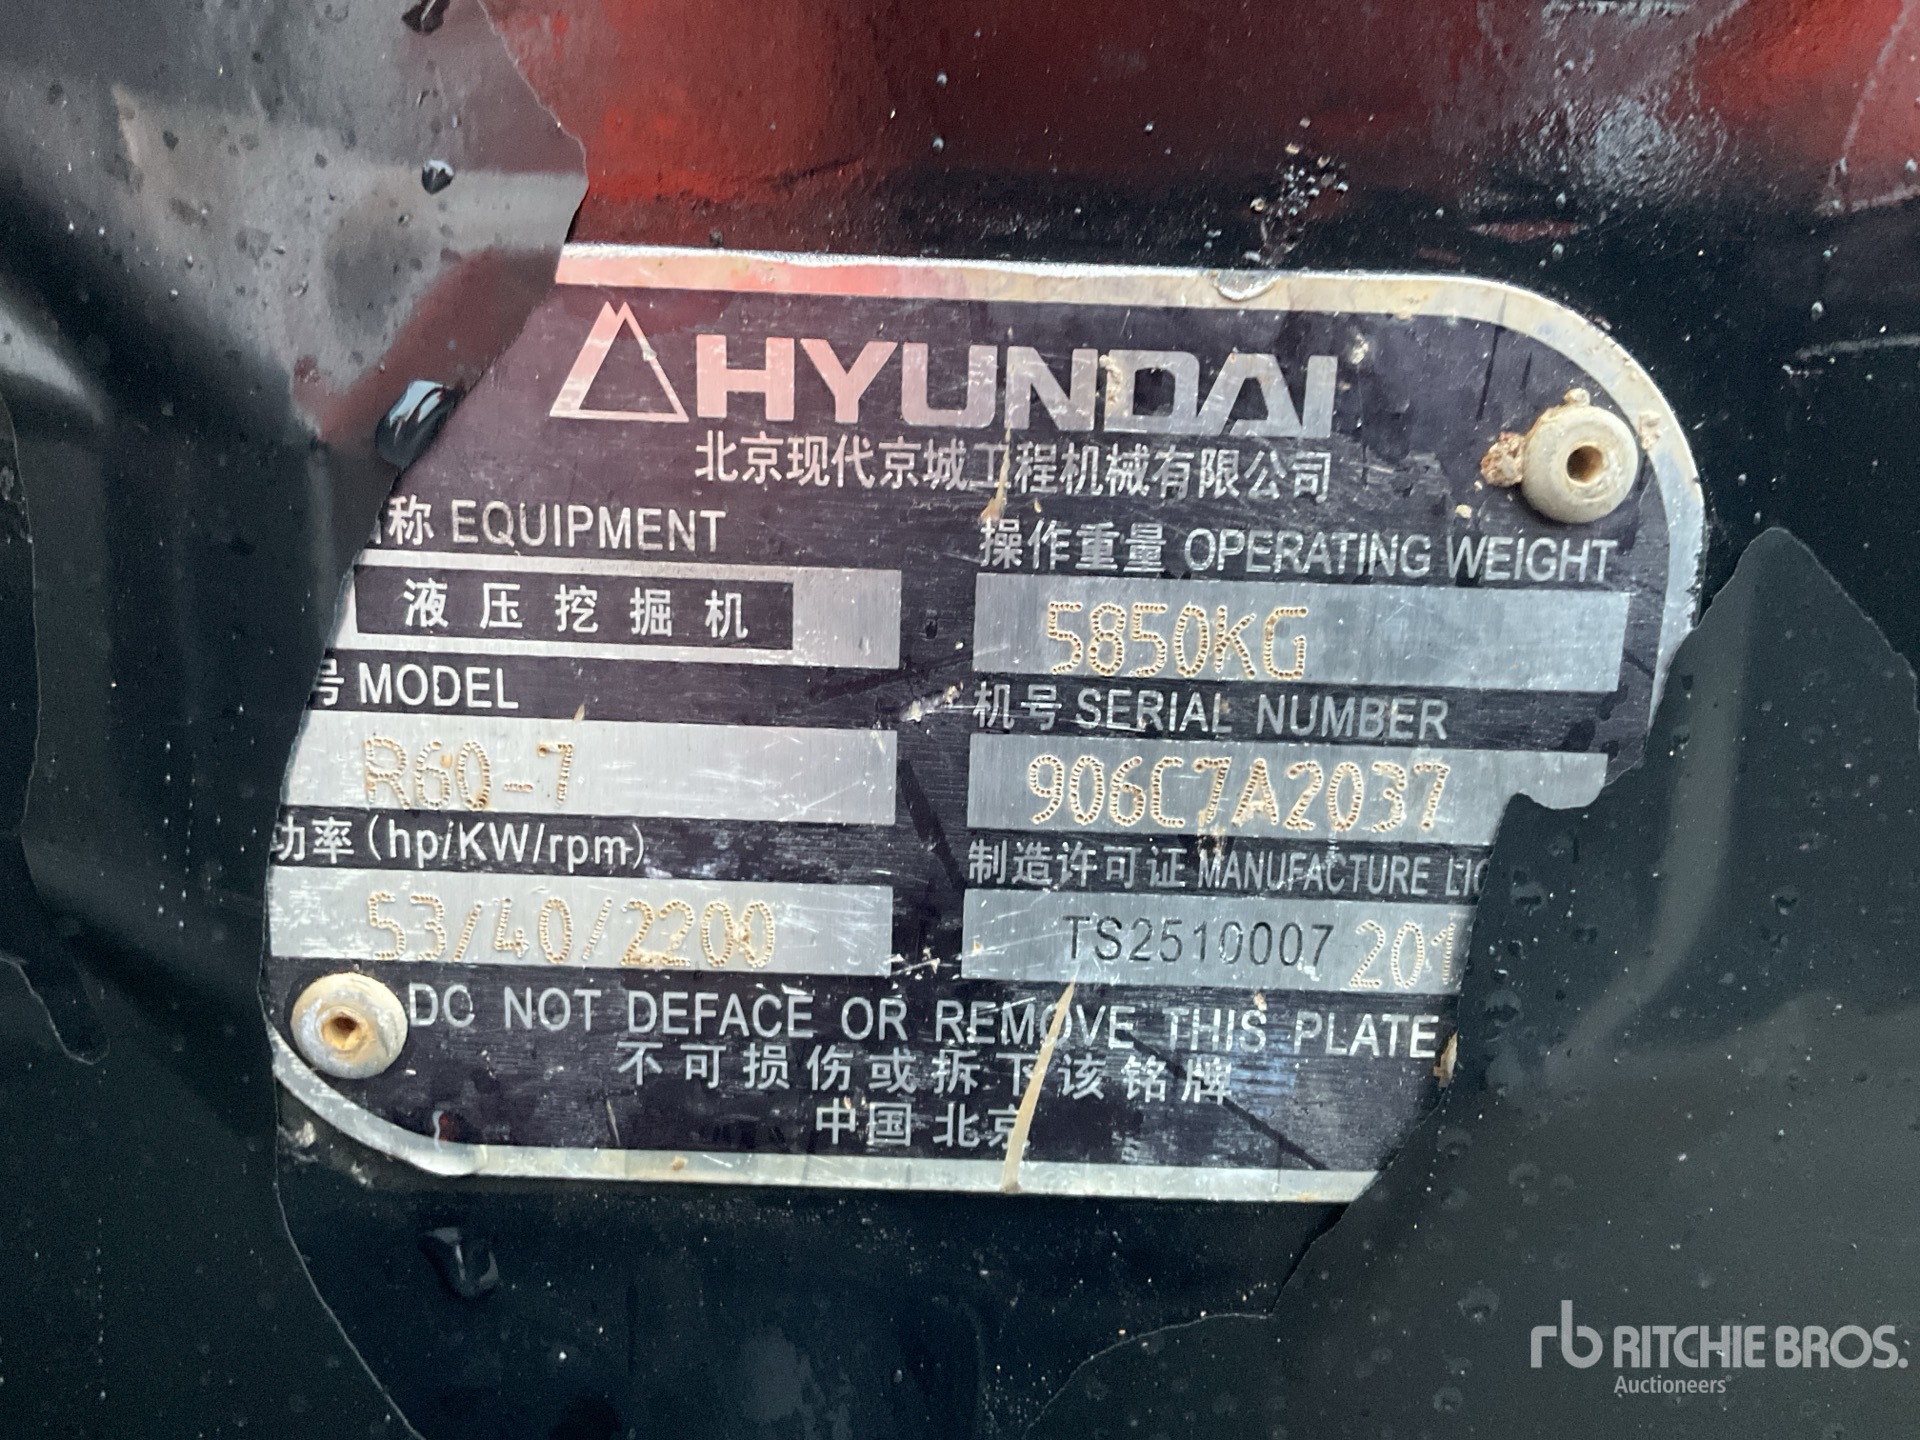 HYUNDAI
北京现代京城工程机械有限公司
称 EQUIPMENT
操作重量 OPERATING WEIGHT
液压挖掘机
5850KG
号 MODEL
机号 SERIAL NUMBER
R60-7
906C7A2037
功率(hp/KW/rpm)
制造许可证 MANUFACTURE LIC
53/40/2200
TS2510007 201
DO NOT DEFACE OR REMOVE THIS PLATE
不可损伤或拆下该铭牌
中国北京
rb RITCHIE BROS.
Auctioneers